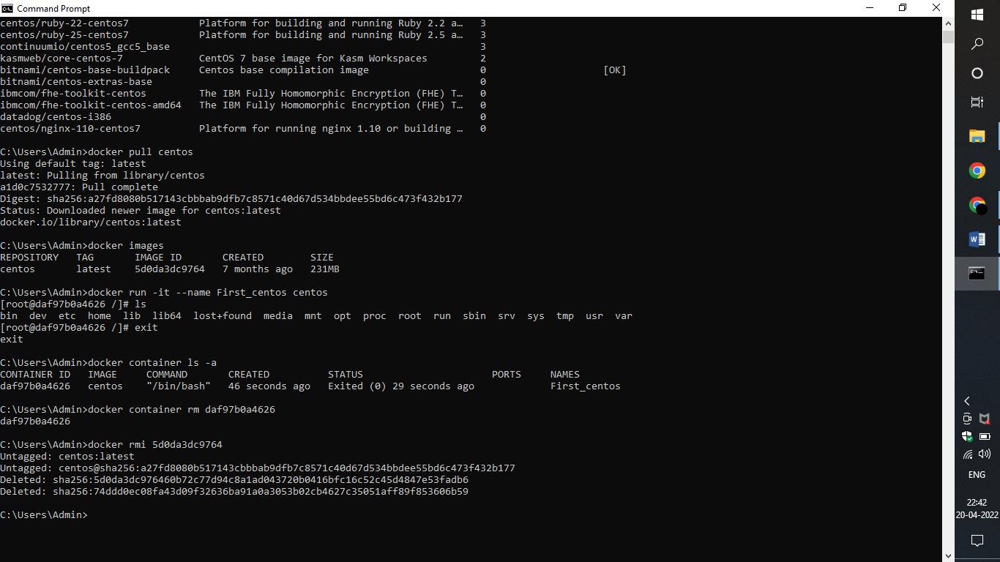 Command Prompt
centos/ruby-22-centos7            Platform for building and running Ruby 2.2 a…   3
centos/ruby-25-centos7            Platform for building and running Ruby 2.5 a…   3
continuumio/centos5_gcc5_base                                                     3
kasmweb/core-centos-7             CentOS 7 base image for Kasm Workspaces         2
bitnami/centos-base-buildpack     Centos base compilation image                   0                    [OK]
bitnami/centos-extras-base                                                        0
ibmcom/fhe-toolkit-centos         The IBM Fully Homomorphic Encryption (FHE) T…   0
ibmcom/fhe-toolkit-centos-amd64   The IBM Fully Homomorphic Encryption (FHE) T…   0
datadog/centos-i386                                                               0
centos/nginx-110-centos7          Platform for running nginx 1.10 or building …   0
C:\Users\Admin>docker pull centos
Using default tag: latest
latest: Pulling from library/centos
a1d0c7532777: Pull complete
Digest: sha256:a27fd8080b517143cbbbab9dfb7c8571c40d67d534bbdee55bd6c473f432b177
Status: Downloaded newer image for centos:latest
docker.io/library/centos:latest
C:\Users\Admin>docker images
REPOSITORY   TAG       IMAGE ID       CREATED        SIZE
centos       latest    5d0da3dc9764   7 months ago   231MB
C:\Users\Admin>docker run -it --name First_centos centos
[root@daf97b0a4626 /]# ls
bin  dev  etc  home  lib  lib64  lost+found  media  mnt  opt  proc  root  run  sbin  srv  sys  tmp  usr  var
[root@daf97b0a4626 /]# exit
exit
C:\Users\Admin>docker container ls -a
CONTAINER ID   IMAGE     COMMAND       CREATED          STATUS                      PORTS     NAMES
daf97b0a4626   centos    "/bin/bash"   46 seconds ago   Exited (0) 29 seconds ago             First_centos
C:\Users\Admin>docker container rm daf97b0a4626
daf97b0a4626
C:\Users\Admin>docker rmi 5d0da3dc9764
Untagged: centos:latest
Untagged: centos@sha256:a27fd8080b517143cbbbab9dfb7c8571c40d67d534bbdee55bd6c473f432b177
Deleted: sha256:5d0da3dc976460b72c77d94c8a1ad043720b0416bfc16c52c45d4847e53fadb6
Deleted: sha256:74ddd0ec08fa43d09f32636ba91a0a3053b02cb4627c35051aff89f853606b59
C:\Users\Admin>
ENG
22:42
20-04-2022